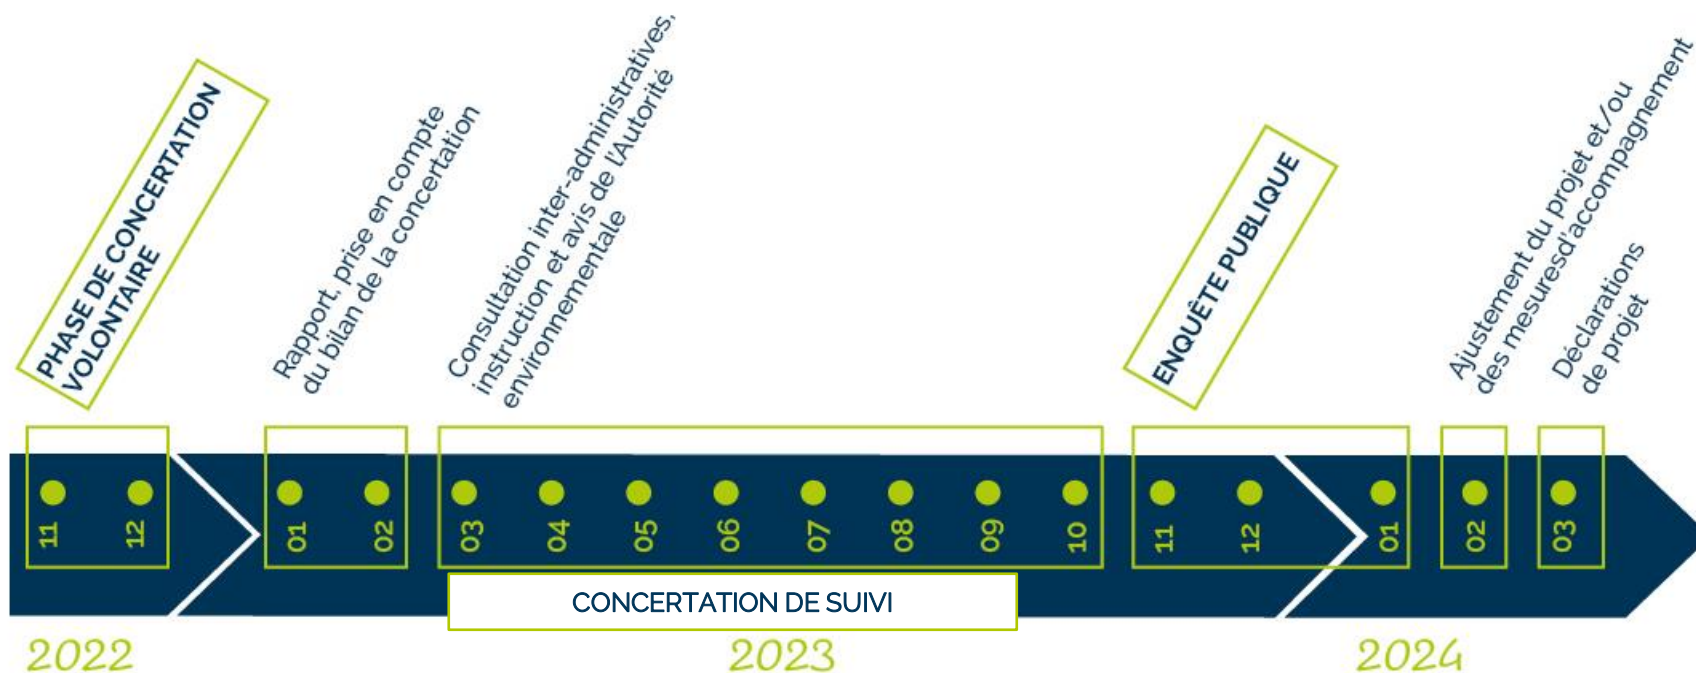 PHASE DE CONCERTATION
VOLONTAIRE
Rapport, prise en compte
du bilan de la concertation
Consultation inter-administratives,
instruction et avis de l'Autorité
environnementale
ENQUÊTE PUBLIQUE
Ajustement du projet et/ou
des mesuresd'accompagnement
Déclarations
de projet
11
12
01
02
03
04
05
06
07
08
09
10
11
12
01
02
03
CONCERTATION DE SUIVI
2022
2023
2024